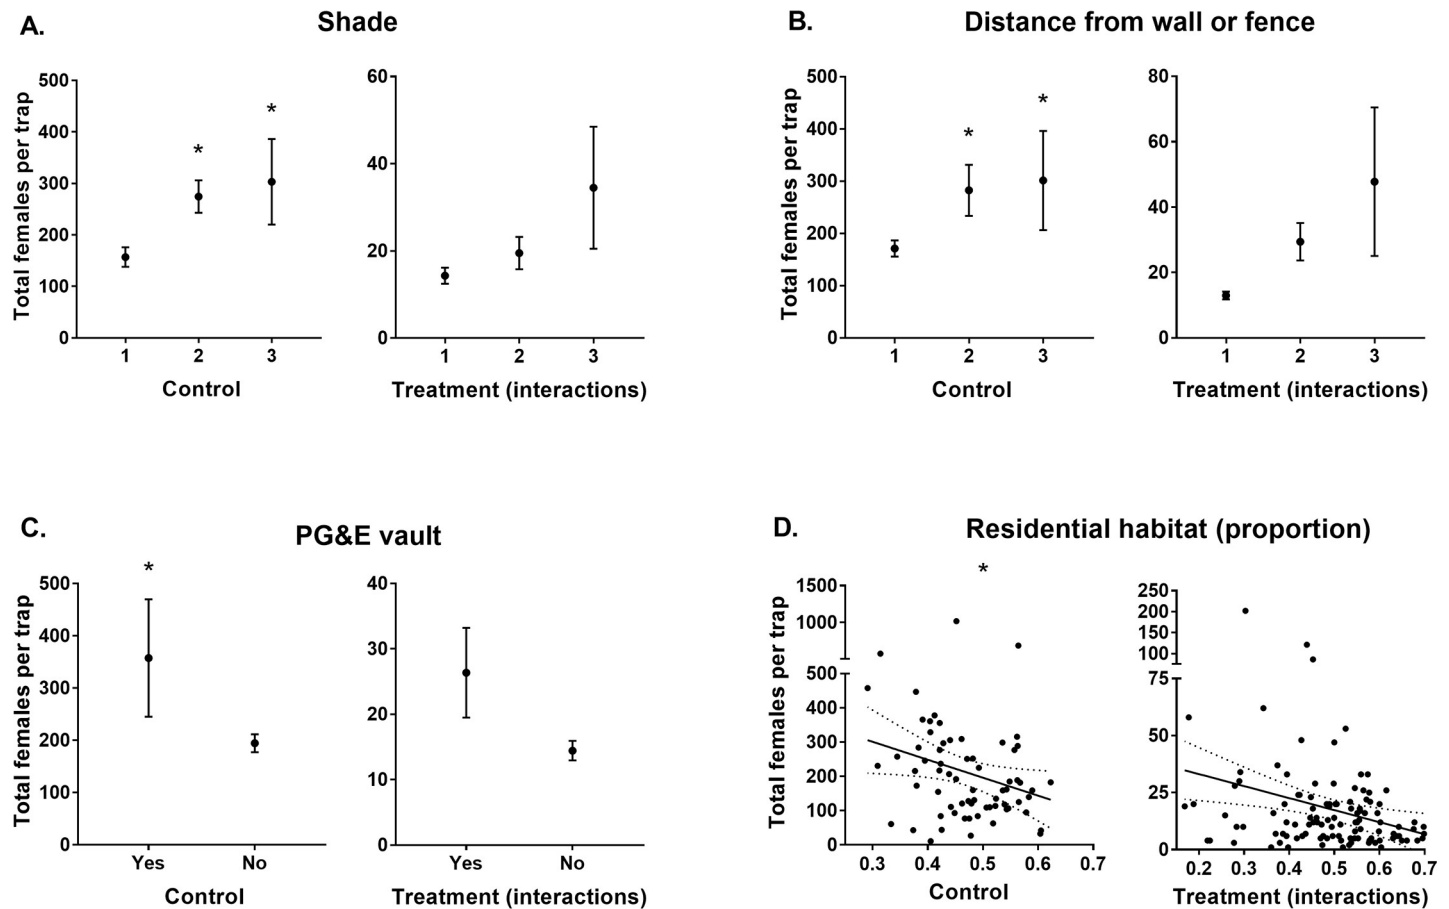 A.
Shade
Total females per trap
500
400
300
200
100
0
*
*
1 2 3
Control
60
40
20
0
1 2 3
Treatment (interactions)
B.
Distance from wall or fence
Total females per trap
500
400
300
200
100
0
*
*
1 2 3
Control
80
60
40
20
0
1 2 3
Treatment (interactions)
C.
PG&E vault
Total females per trap
500
400
300
200
100
0
*
Yes No
Control
40
30
20
10
0
Yes No
Treatment (interactions)
D.
Residential habitat (proportion)
Total females per trap
*
1500
1000
500
400
300
200
100
0
0.3 0.4 0.5 0.6 0.7
Control
250
200
150
100
75
50
25
0
0.2 0.3 0.4 0.5 0.6 0.7
Treatment (interactions)